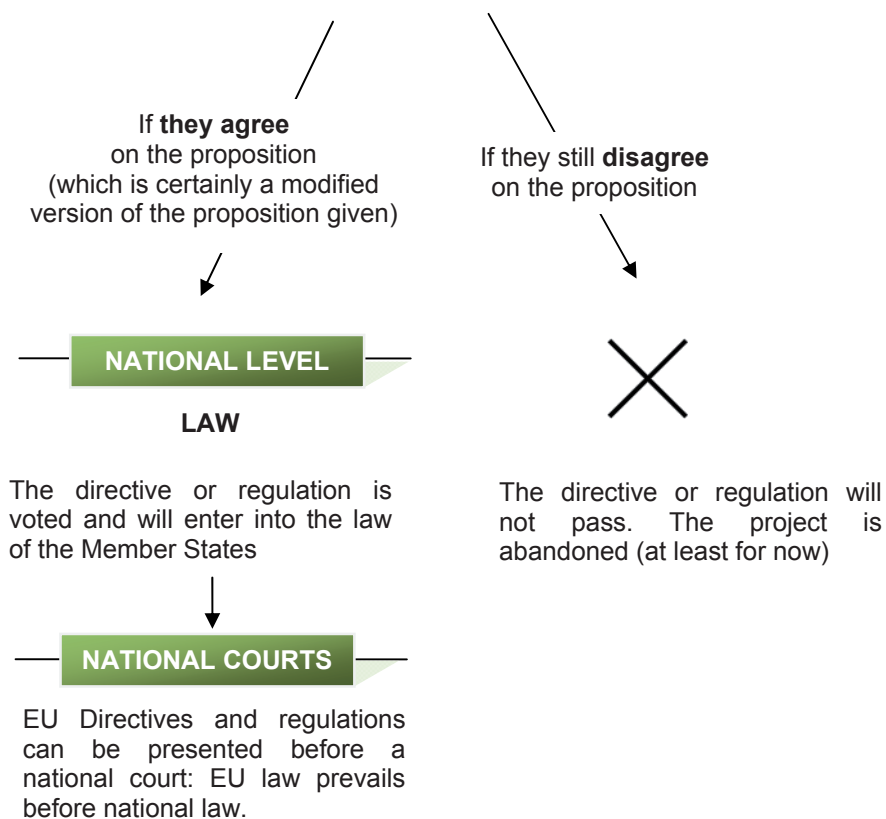 If they agree
on the proposition
(which is certainly a modified
version of the proposition given)
NATIONAL LEVEL
LAW
The directive or regulation is
voted and will enter into the law
of the Member States
NATIONAL COURTS
EU Directives and regulations
can be presented before a
national court: EU law prevails
before national law.
If they still disagree
on the proposition
The directive or regulation will
not pass. The project is
abandoned (at least for now)